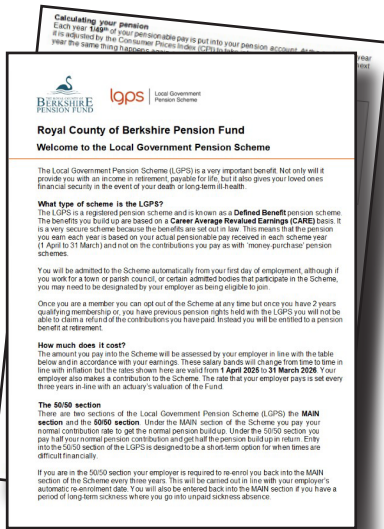 Calculating your pension
Each year 1/49th of your pensionable pay is put into your pension account. At the
year
it is adjusted by the Consumer Prices Index (CPI) to
next
year the same thing happens
THE ROYAL COUNTY OF
BERKSHIRE
PENSION FUND
lgps
Local Government
Pension Scheme
Royal County of Berkshire Pension Fund
Welcome to the Local Government Pension Scheme
The Local Government Pension Scheme (LGPS) is a very important benefit. Not only will it
provide you with an income in retirement, payable for life, but it also gives your loved ones
financial security in the event of your death or long-term ill-health.
What type of scheme is the LGPS?
The LGPS is a registered pension scheme and is known as a Defined Benefit pension scheme.
The benefits you build up are based on a Career Average Revalued Earnings (CARE) basis. It
is a very secure scheme because the benefits are set out in law. This means that the pension
you earn each year is based on your actual pensionable pay received in each scheme year
(1 April to 31 March) and not on the contributions you pay as with 'money-purchase' pension
schemes.
You will be admitted to the Scheme automatically from your first day of employment, although if
you work for a town or parish council, or certain admitted bodies that participate in the Scheme,
you may need to be designated by your employer as being eligible to join.
Once you are a member you can opt out of the Scheme at any time but once you have 2 years
qualifying membership or, you have previous pension rights held with the LGPS you will not be
able to claim a refund of the contributions you have paid. Instead you will be entitled to a pension
benefit at retirement.
How much does it cost?
The amount you pay into the Scheme will be assessed by your employer in line with the table
below and in accordance with your earnings. These salary bands will change from time to time in
line with inflation but the rates shown here are valid from 1 April 2025 to 31 March 2026. Your
employer also makes a contribution to the Scheme. The rate that your employer pays is set every
three years in-line with an actuary's valuation of the Fund.
The 50/50 section
There are two sections of the Local Government Pension Scheme (LGPS) the MAIN
section and the 50/50 section. Under the MAIN section of the Scheme you pay your
normal contribution rate to get the normal pension build up. Under the 50/50 section you
pay half your normal pension contribution and get half the pension build up in return. Entry
into the 50/50 section of the LGPS is designed to be a short-term option for when times are
difficult financially.
If you are in the 50/50 section your employer is required to re-enrol you back into the MAIN
section of the Scheme every three years. This will be carried out in line with your employer's
automatic re-enrolment date. You will also be entered back into the MAIN section if you have a
period of long-term sickness where you go into unpaid sickness absence.